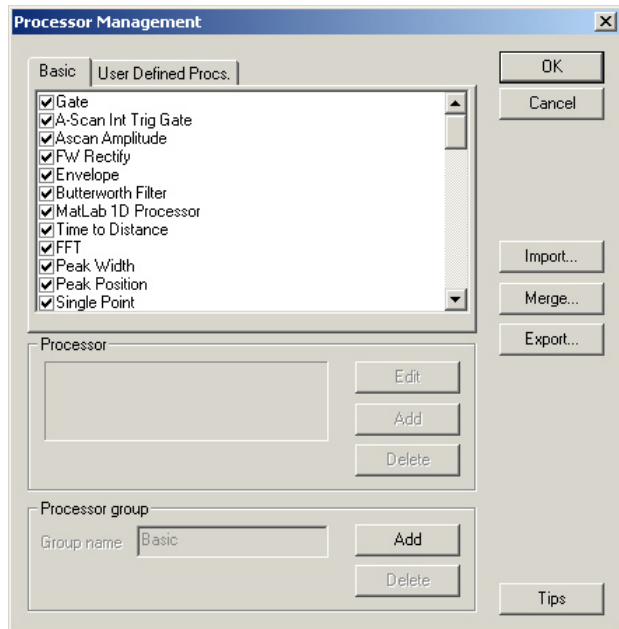 Processor Management
Basic
User Defined Procs.
Gate
A-Scan Int Trig Gate
Ascan Amplitude
FW Rectify
Envelope
Butterworth Filter
MatLab 1D Processor
Time to Distance
FFT
Peak Width
Peak Position
Single Point
OK
Cancel
Import...
Merge...
Export...
Processor
Edit
Add
Delete
Processor group
Group name
Basic
Add
Delete
Tips